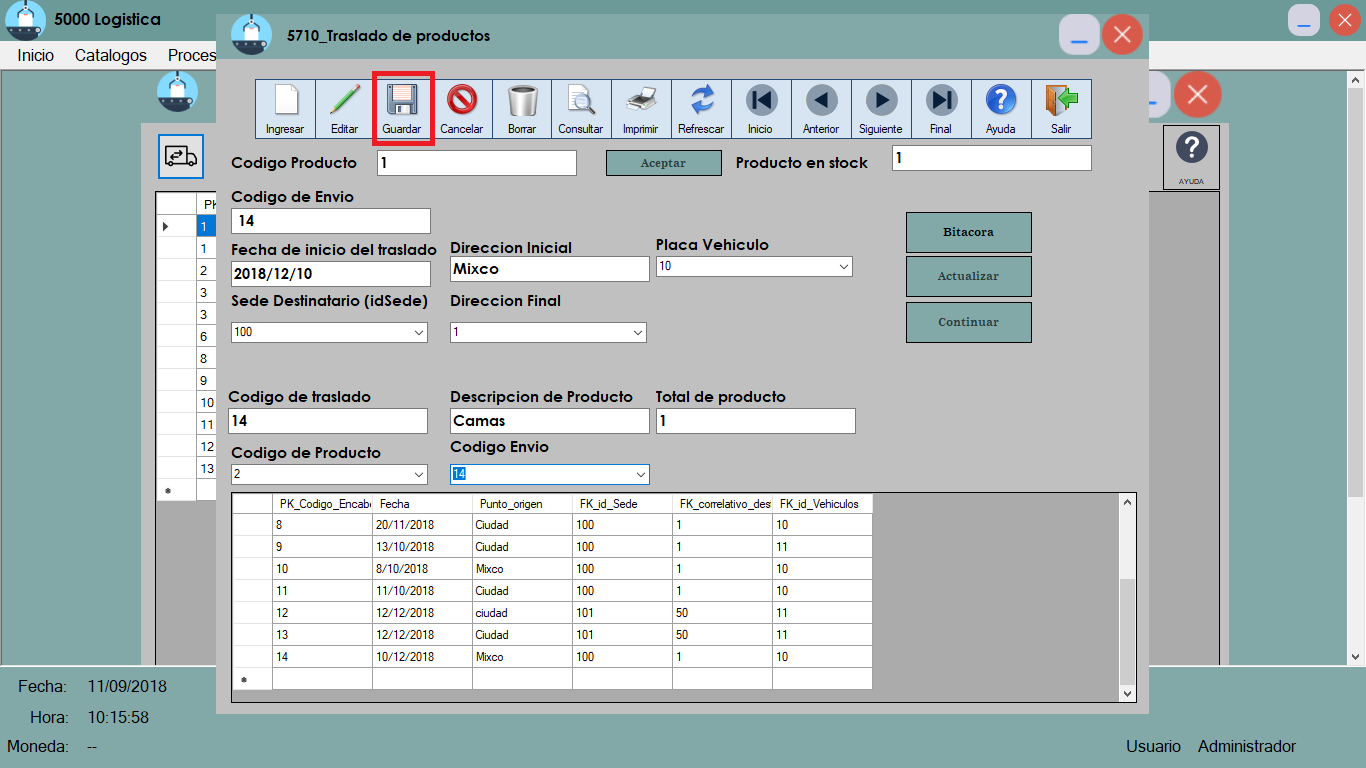 5000 Logistica
5710_Traslado de productos
Inicio Catalogos Proces
Ingresar Editar Guardar Cancelar Borrar Consultar Imprimir Refrescar Inicio Anterior Siguiente Final Ayuda Salir
Codigo Producto 1 Aceptar Producto en stock 1
AYUDA
Codigo de Envio
14
Bitacora
Fecha de inicio del traslado Direccion Inicial Placa Vehiculo
2018/12/10 Mixco 10
Actualizar
Sede Destinatario (idSede) Direccion Final
100 1
Continuar
Codigo de traslado Descripcion de Producto Total de producto
14 Camas 1
Codigo de Producto Codigo Envio
2 14
PK
1
1
2
3
3
6
8
9
10
11
12
13
*
PK_Codigo_Encabe Fecha Punto_origen FK_id_Sede FK_correlativo_des FK_id_Vehiculos
8 20/11/2018 Ciudad 100 1 10
9 13/10/2018 Ciudad 100 1 11
10 8/10/2018 Mixco 100 1 10
11 11/10/2018 Ciudad 100 1 10
12 12/12/2018 ciudad 101 50 11
13 12/12/2018 Ciudad 101 50 11
14 10/12/2018 Mixco 100 1 10
*
Fecha: 11/09/2018
Hora: 10:15:58
Moneda: --
Usuario Administrador